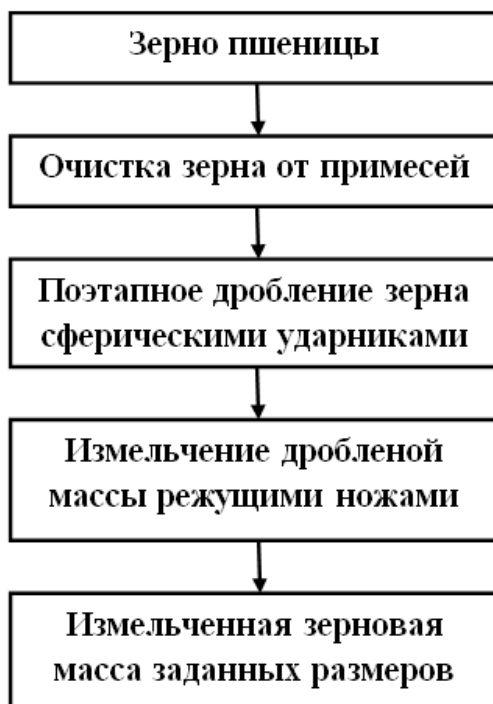 Зерно пшеницы
Очистка зерна от примесей
Поэтапное дробление зерна
сферическими ударниками
Измельчение дробленой
массы режущими ножами
Измельченная зерновая
масса заданных размеров